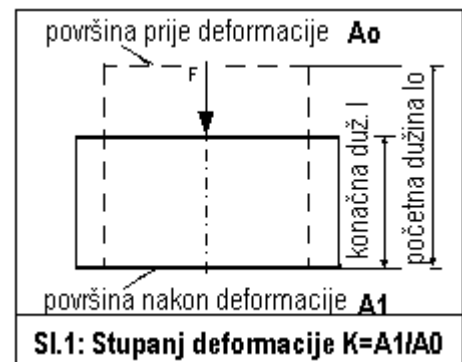 površina prije deformacije Ao
F
konačna duž. l
početna dužina lo
površina nakon deformacije A1
Sl.1: Stupanj deformacije K=A1/A0